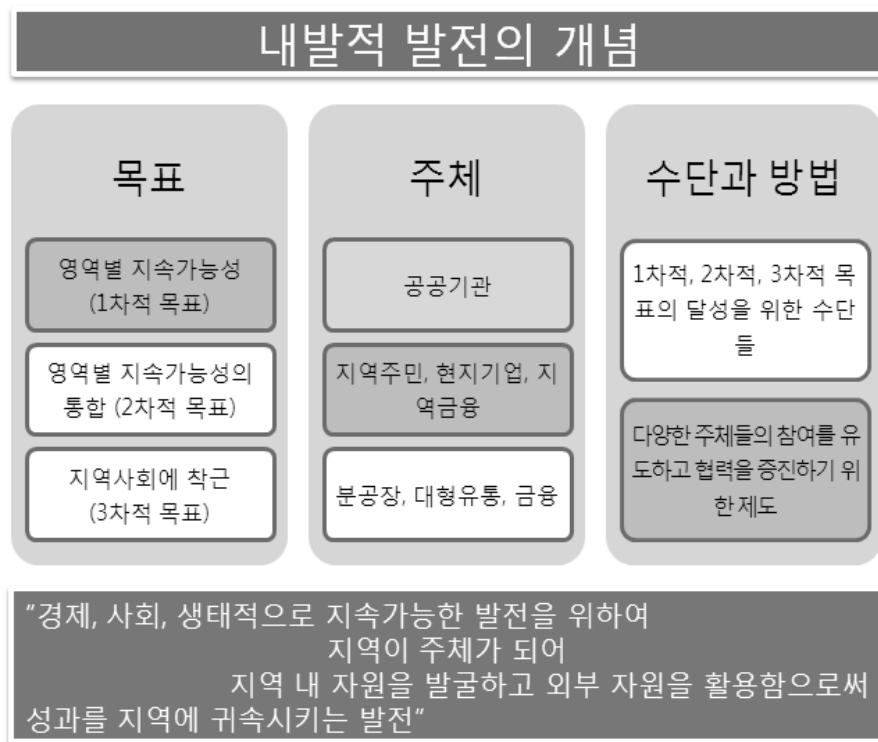 내발적 발전의 개념
목표
영역별 지속가능성
(1차적 목표)
영역별 지속가능성의
통합 (2차적 목표)
지역사회에 착근
(3차적 목표)
주체
공공기관
지역주민, 현지기업, 지
역금융
분공장, 대형유통, 금융
수단과 방법
1차적, 2차적, 3차적 목
표의 달성을 위한 수단
들
다양한 주체들의 참여를 유
도하고 협력을 증진하기 위
한 제도
"경제, 사회, 생태적으로 지속가능한 발전을 위하여
지역이 주체가 되어
지역 내 자원을 발굴하고 외부 자원을 활용함으로써
성과를 지역에 귀속시키는 발전"